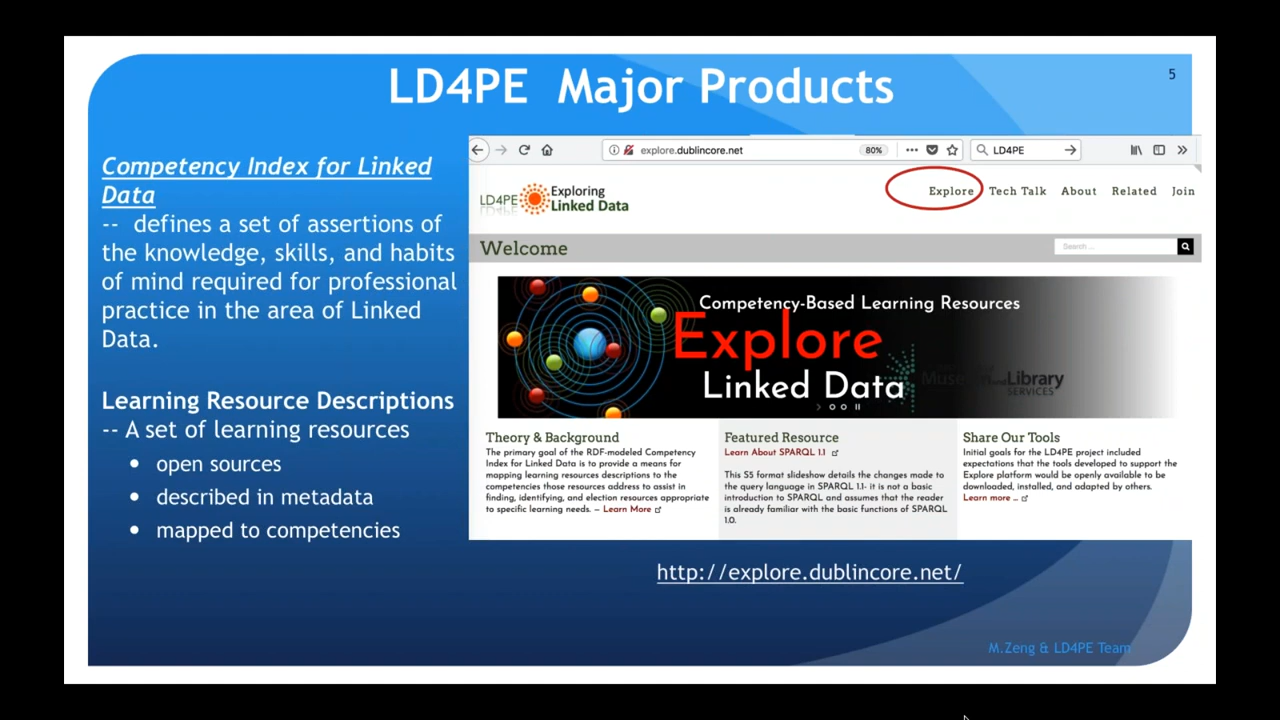 LD4PE Major Products
5
Competency Index for Linked
Data
-- defines a set of assertions of
the knowledge, skills, and habits
of mind required for professional
practice in the area of Linked
Data.
Learning Resource Descriptions
-- A set of learning resources
• open sources
• described in metadata
• mapped to competencies
explore.dublincore.net
80%
LD4PE
LD4PE Exploring
Linked Data
Explore Tech Talk About Related Join
Welcome
Search ...
Competency-Based Learning Resources
Explore
Linked Data
Museum and Library
SERVICES
Theory & Background
The primary goal of the RDF-modeled Competency
Index for Linked Data is to provide a means for
mapping learning resources descriptions to the
competencies those resources address to assist in
finding, identifying, and election resources appropriate
to specific learning needs. — Learn More
Featured Resource
Learn About SPARQL 1.1
This S5 format slideshow details the changes made to
the query language in SPARQL 1.1- it is not a basic
introduction to SPARQL and assumes that the reader
is already familiar with the basic functions of SPARQL
1.0.
Share Our Tools
Initial goals for the LD4PE project included
expectations that the tools developed to support the
Explore platform would be openly available to be
downloaded, installed, and adapted by others.
Learn more ...
http://explore.dublincore.net/
M.Zeng & LD4PE Team